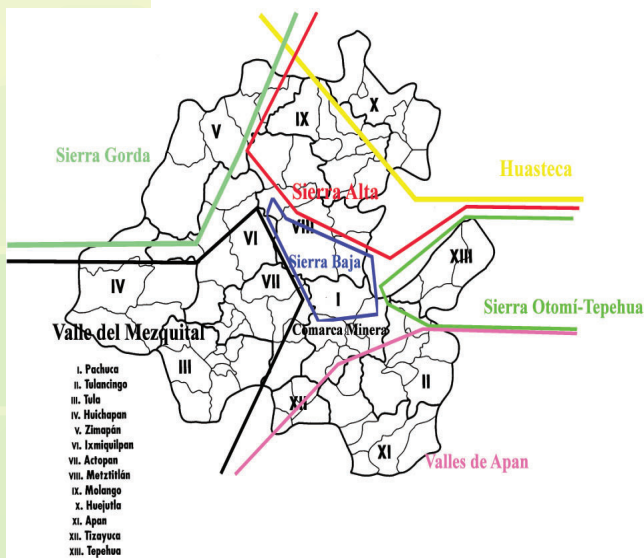 IX
X
V
Sierra Gorda
Huasteca
Sierra Alta
VIII
VI
Sierra Baja
XIII
IV
VII
I
Sierra Otomí-Tepehua
Valle del Mezquital
Comarca Minera
III
II
XII
XI
Valles de Apan
I. Pachuca
II. Tulancingo
III. Tula
IV. Huichapan
V. Zimapán
VI. Ixmiquilpan
VII. Actopan
VIII. Metztitlán
IX. Molango
X. Huejutla
XI. Apan
XII. Tizayuca
XIII. Tepehua